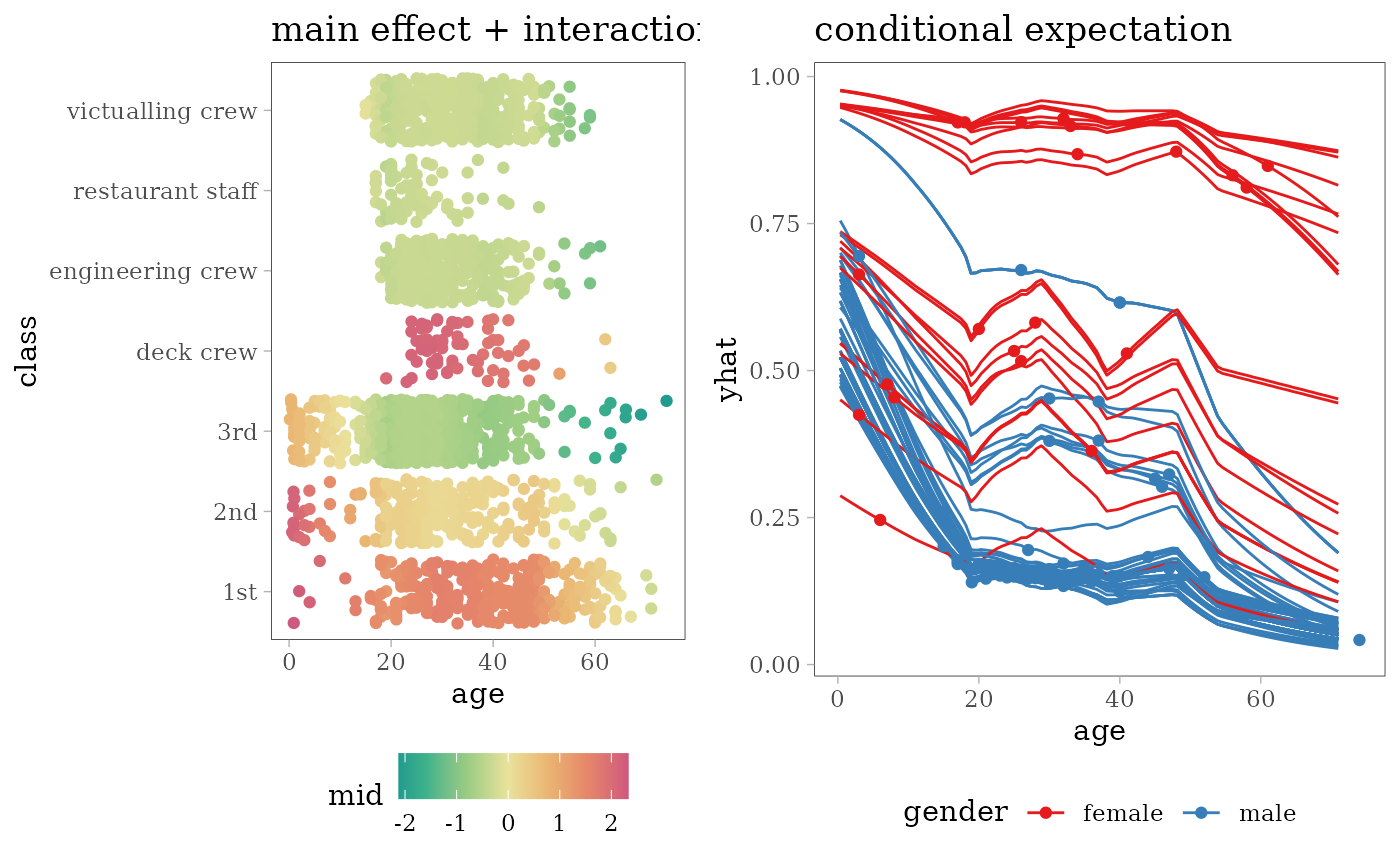 main effect + interaction
victualling crew
restaurant staff
engineering crew
deck crew
3rd
2nd
1st
class
0 20 40 60
age
mid
-2 -1 0 1 2
conditional expectation
1.00
0.75
0.50
0.25
0.00
yhat
0 20 40 60
age
gender female male